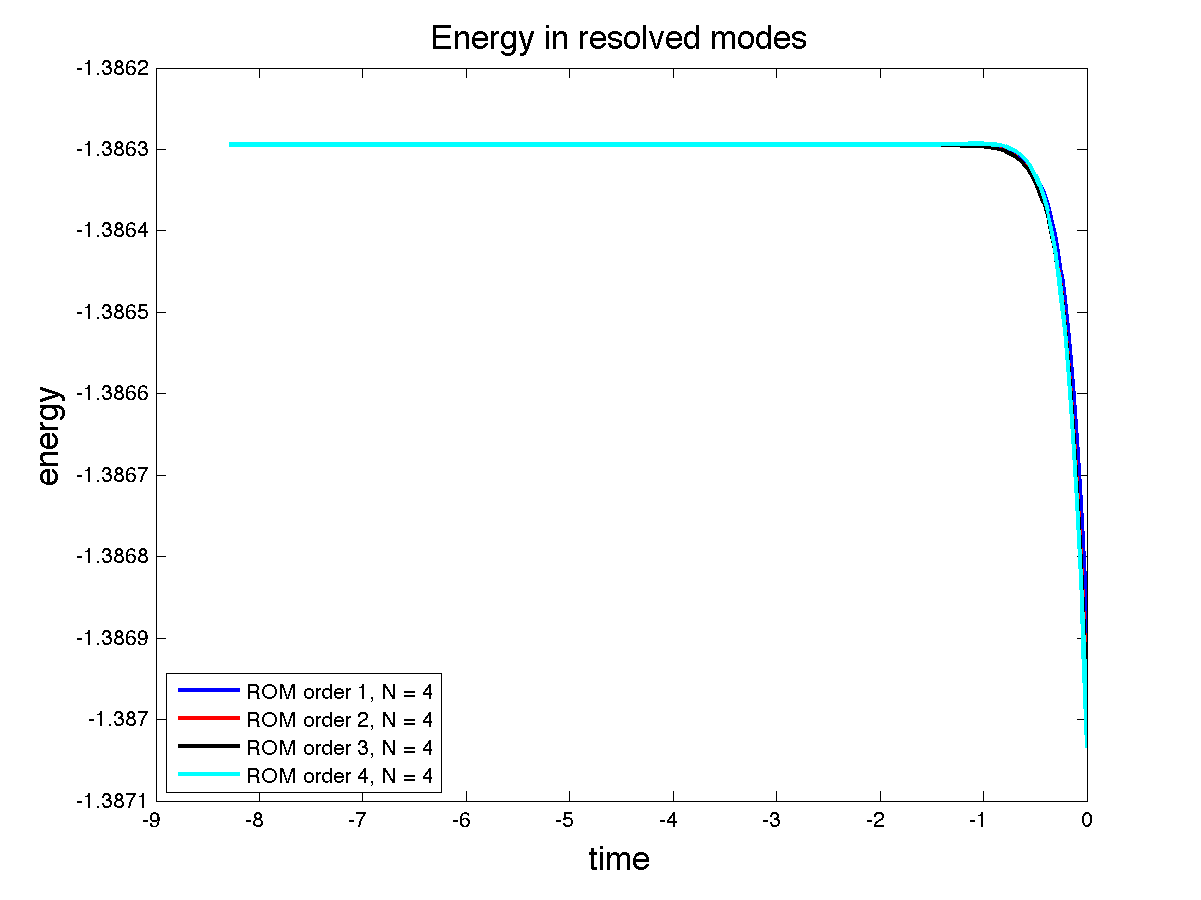 Energy in resolved modes
-1.3862
-1.3863
-1.3864
-1.3865
-1.3866
-1.3867
-1.3868
-1.3869
-1.387
-1.3871
energy
ROM order 1, N = 4
ROM order 2, N = 4
ROM order 3, N = 4
ROM order 4, N = 4
-9 -8 -7 -6 -5 -4 -3 -2 -1 0
time